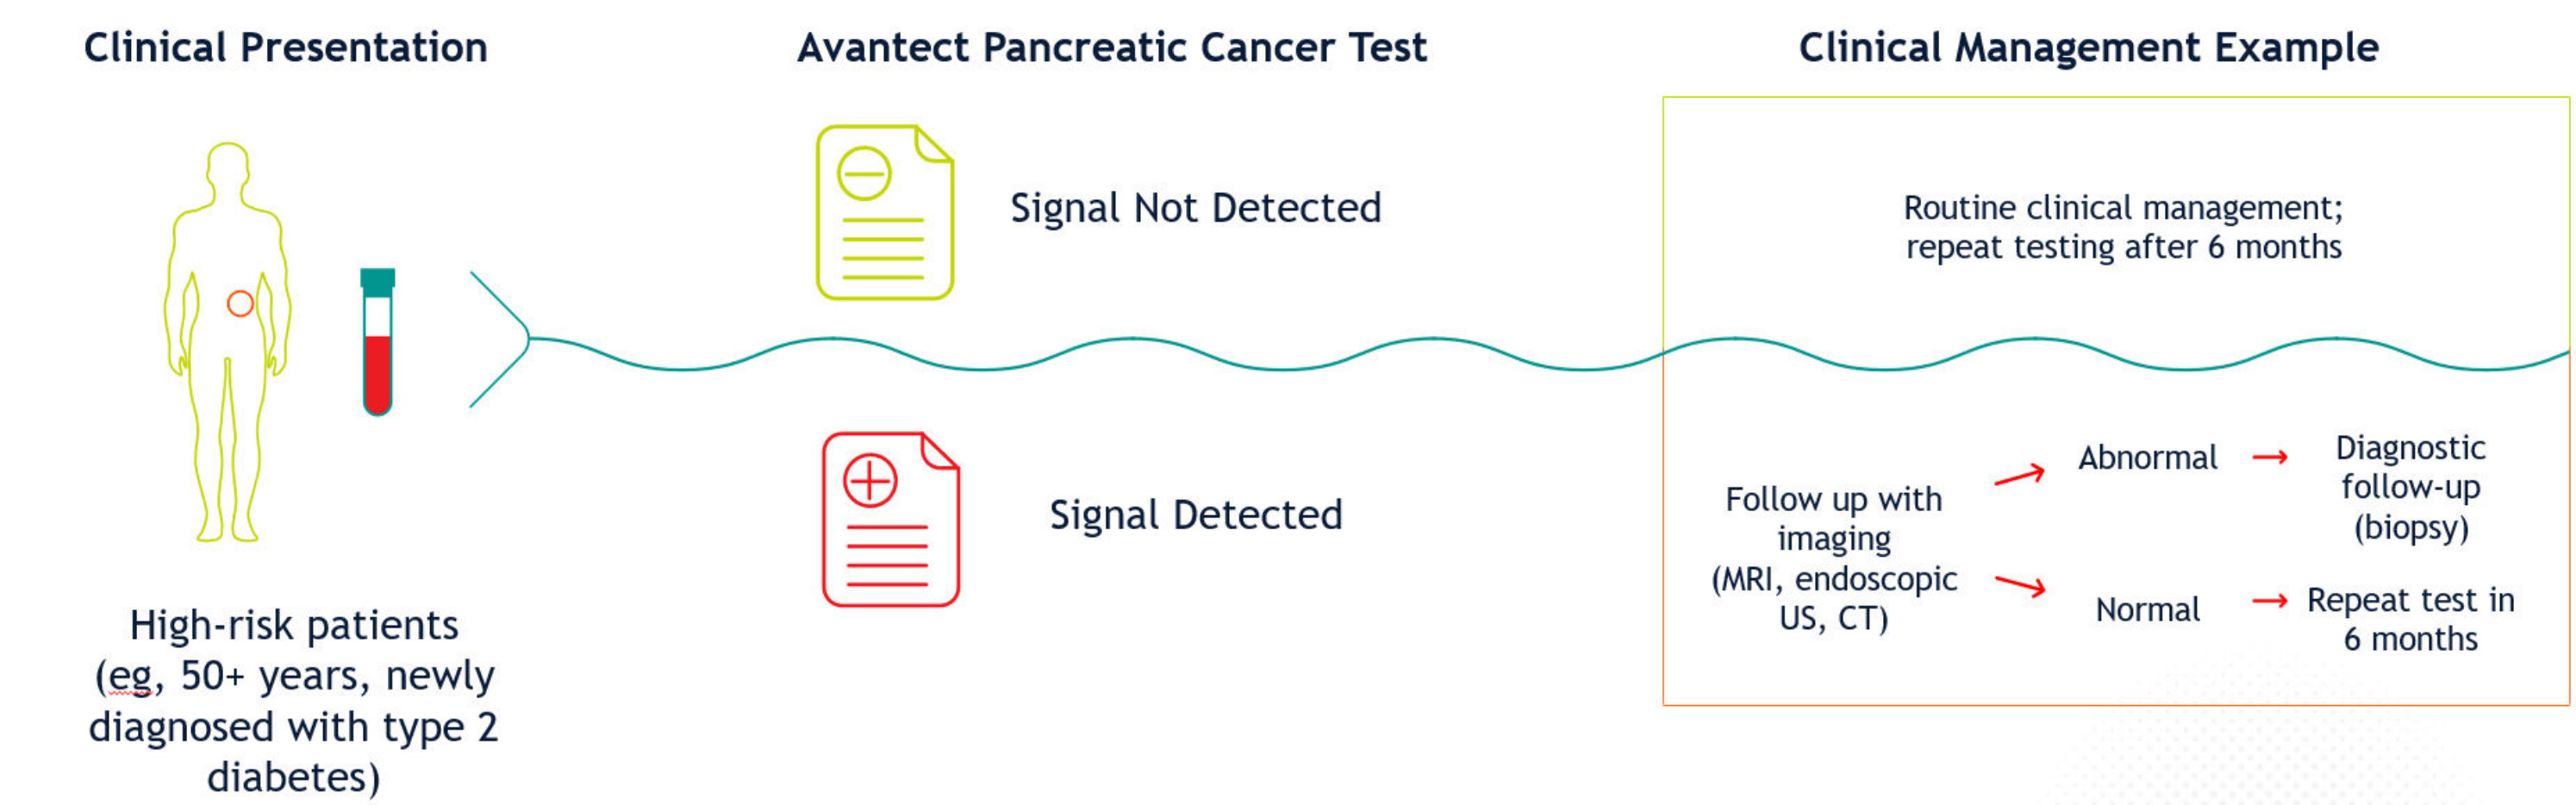 Clinical Presentation
High-risk patients
(eg, 50+ years, newly
diagnosed with type 2
diabetes)
Avantect Pancreatic Cancer Test
Signal Not Detected
Signal Detected
Clinical Management Example
Routine clinical management;
repeat testing after 6 months
Follow up with
imaging
(MRI, endoscopic
US, CT)
Abnormal
Diagnostic
follow-up
(biopsy)
Normal
Repeat test in
6 months